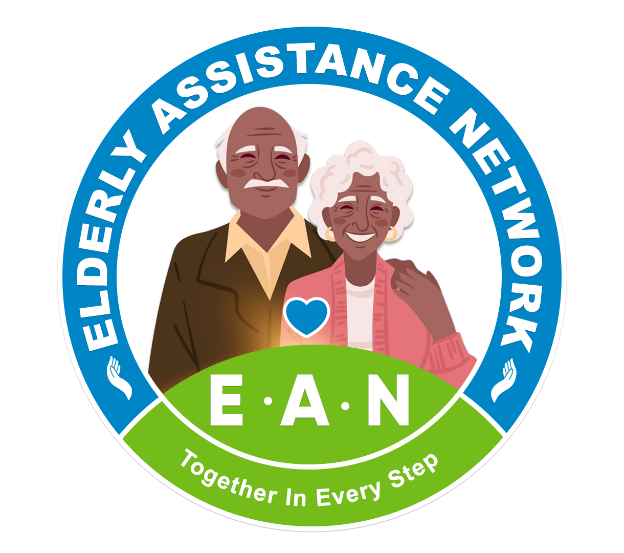 ELDERLY ASSISTANCE NETWORK
E·A·N
Together In Every Step